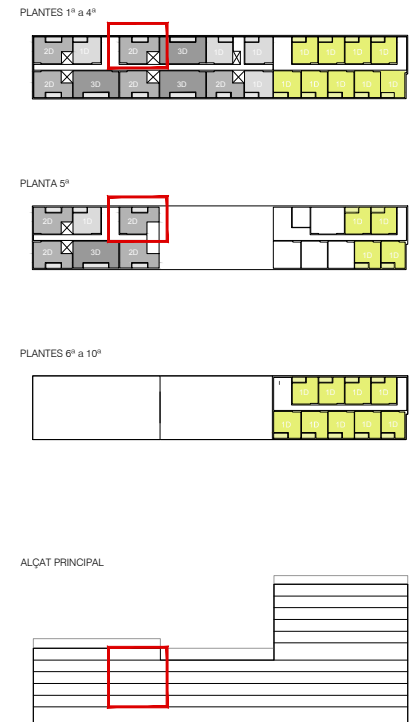 PLANTES 1ª a 4ª
2D 1D 2D 3D 1D 1D 1D 1D 1D 1D
2D 3D 2D 3D 2D 1D 1D 1D 1D 1D 1D
PLANTA 5ª
2D 1D 2D 1D 1D
2D 3D 2D 1D 1D
PLANTES 6ª a 10ª
1D 1D 1D 1D
1D 1D 1D 1D 1D
ALÇAT PRINCIPAL